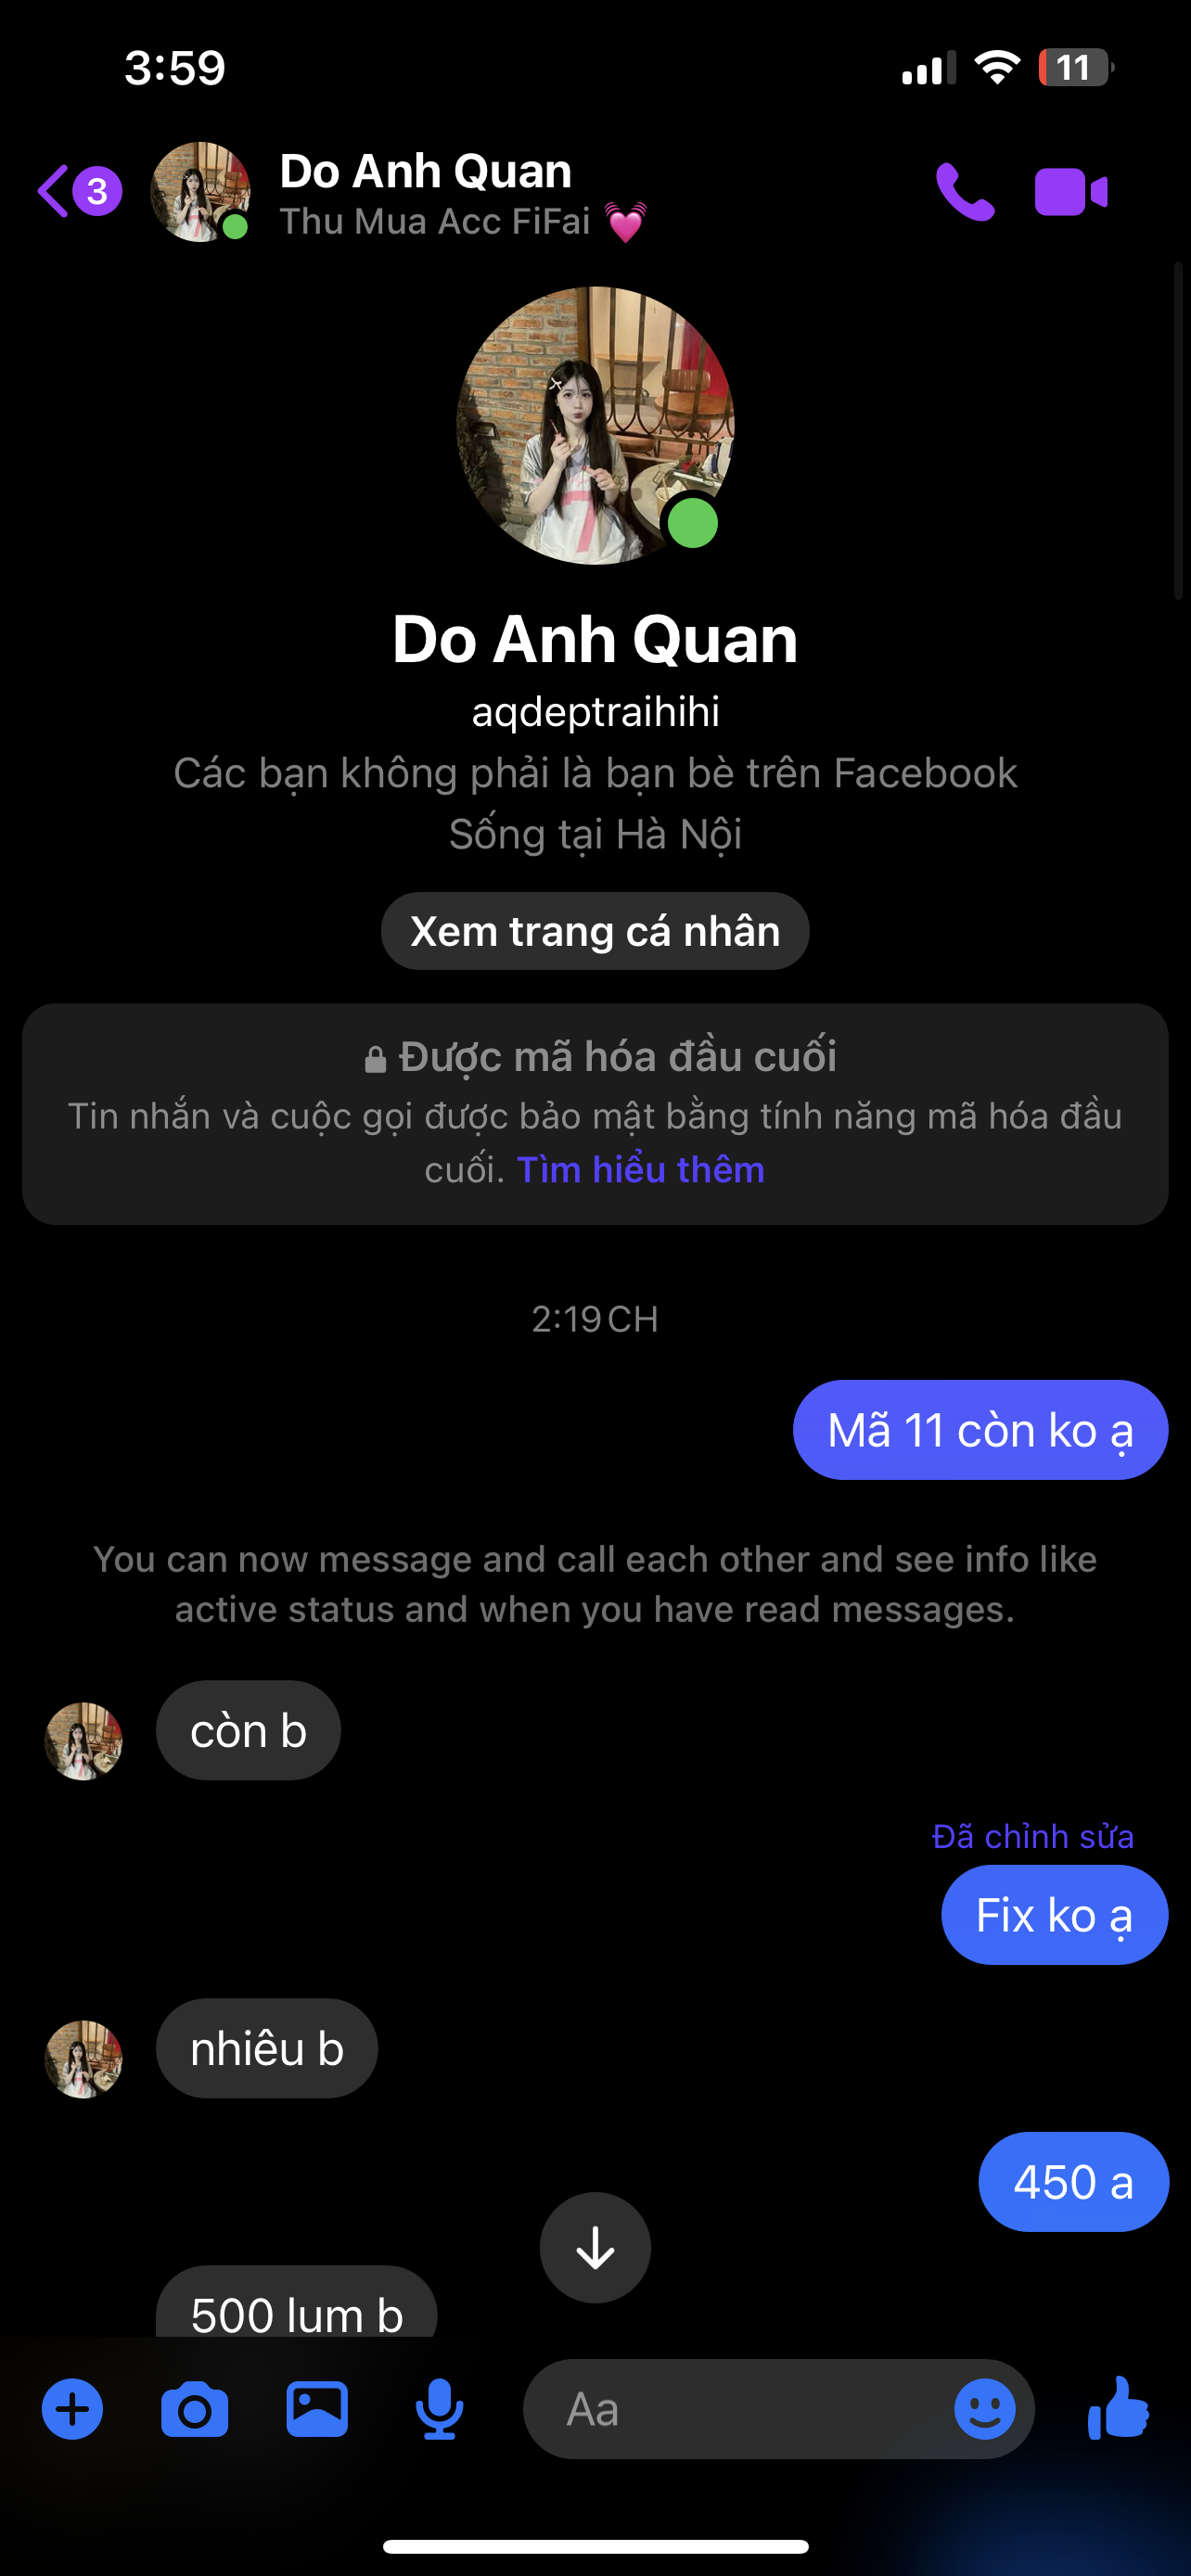 3:59
11
3
Do Anh Quan
Thu Mua Acc FiFai 💓
Do Anh Quan
aqdeptraihihi
Các bạn không phải là bạn bè trên Facebook
Sống tại Hà Nội
Xem trang cá nhân
Được mã hóa đầu cuối
Tin nhắn và cuộc gọi được bảo mật bằng tính năng mã hóa đầu
cuối. Tìm hiểu thêm
2:19 CH
Mã 11 còn ko ạ
You can now message and call each other and see info like
active status and when you have read messages.
còn b
Đã chỉnh sửa
Fix ko ạ
nhiêu b
450 a
500 lum b
Aa